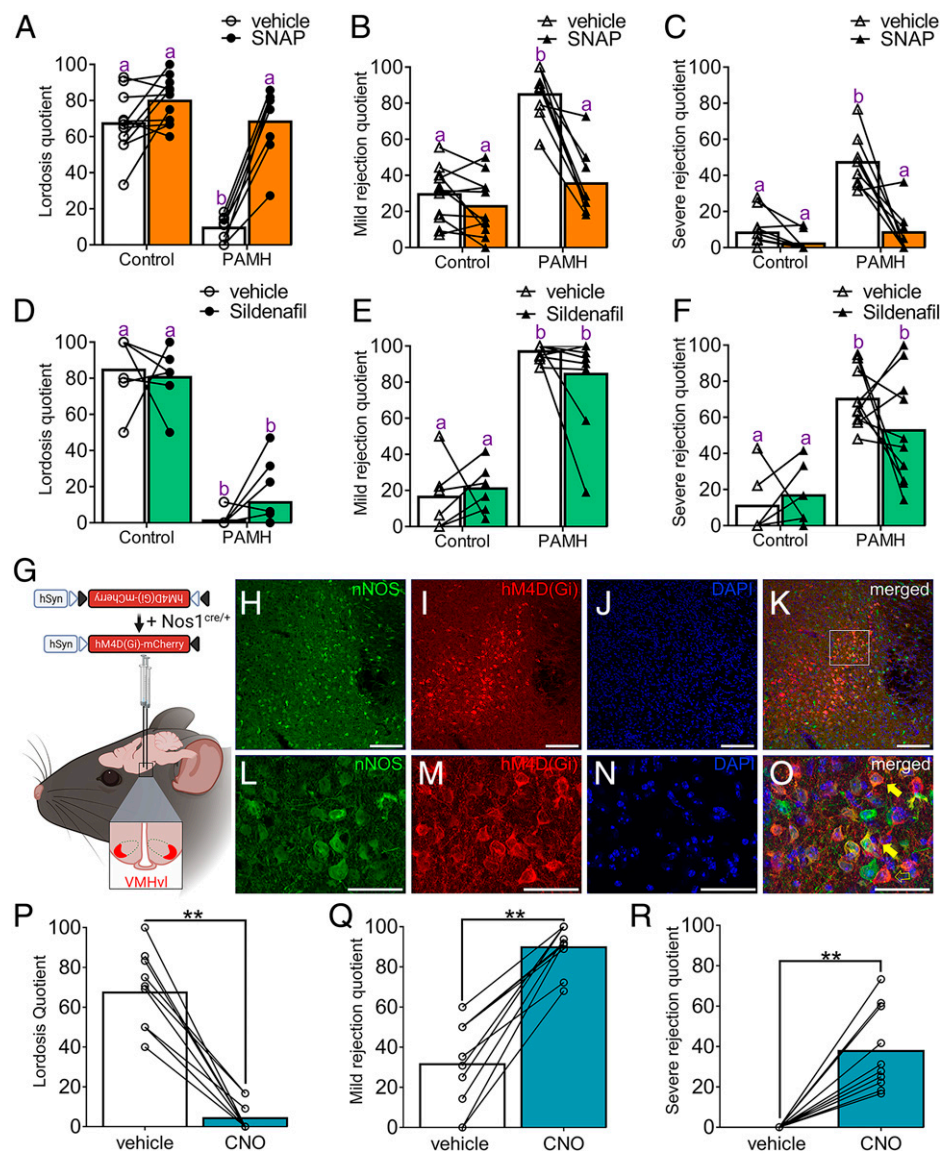 A
vehicle
SNAP
Lordosis quotient
100
80
60
40
20
0
a
a
b
a
Control
PAMH
B
vehicle
SNAP
Mild rejection quotient
100
80
60
40
20
0
a
a
b
a
Control
PAMH
C
vehicle
SNAP
Severe rejection quotient
100
80
60
40
20
0
a
a
b
a
Control
PAMH
D
vehicle
Sildenafil
Lordosis quotient
100
80
60
40
20
0
a
a
b
b
Control
PAMH
E
vehicle
Sildenafil
Mild rejection quotient
100
80
60
40
20
0
a
a
b
b
Control
PAMH
F
vehicle
Sildenafil
Severe rejection quotient
100
80
60
40
20
0
a
a
b
b
Control
PAMH
G
hSyn
hM4D(Gi)-mCherry
+ Nos1cre/+
hSyn
hM4D(Gi)-mCherry
VMHvl
H
nNOS
I
hM4D(Gi)
J
DAPI
K
merged
L
nNOS
M
hM4D(Gi)
N
DAPI
O
merged
P
**
Lordosis Quotient
100
80
60
40
20
0
vehicle
CNO
Q
**
Mild rejection quotient
100
80
60
40
20
0
vehicle
CNO
R
**
Severe rejection quotient
100
80
60
40
20
0
vehicle
CNO